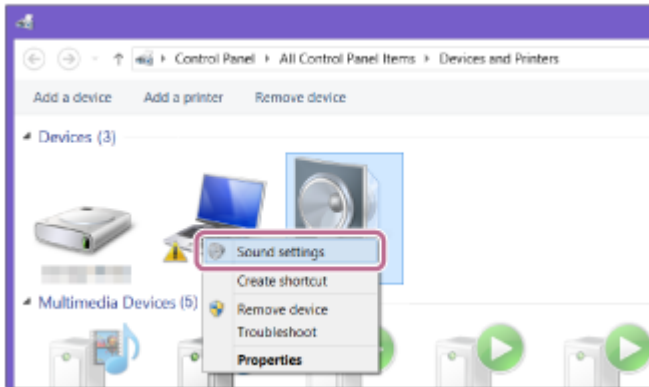 Control Panel All Control Panel Items Devices and Printers
Add a device Add a printer Remove device
Devices (3)
Sound settings
Create shortcut
Multimedia Devices (5)
Remove device
Troubleshoot
Properties